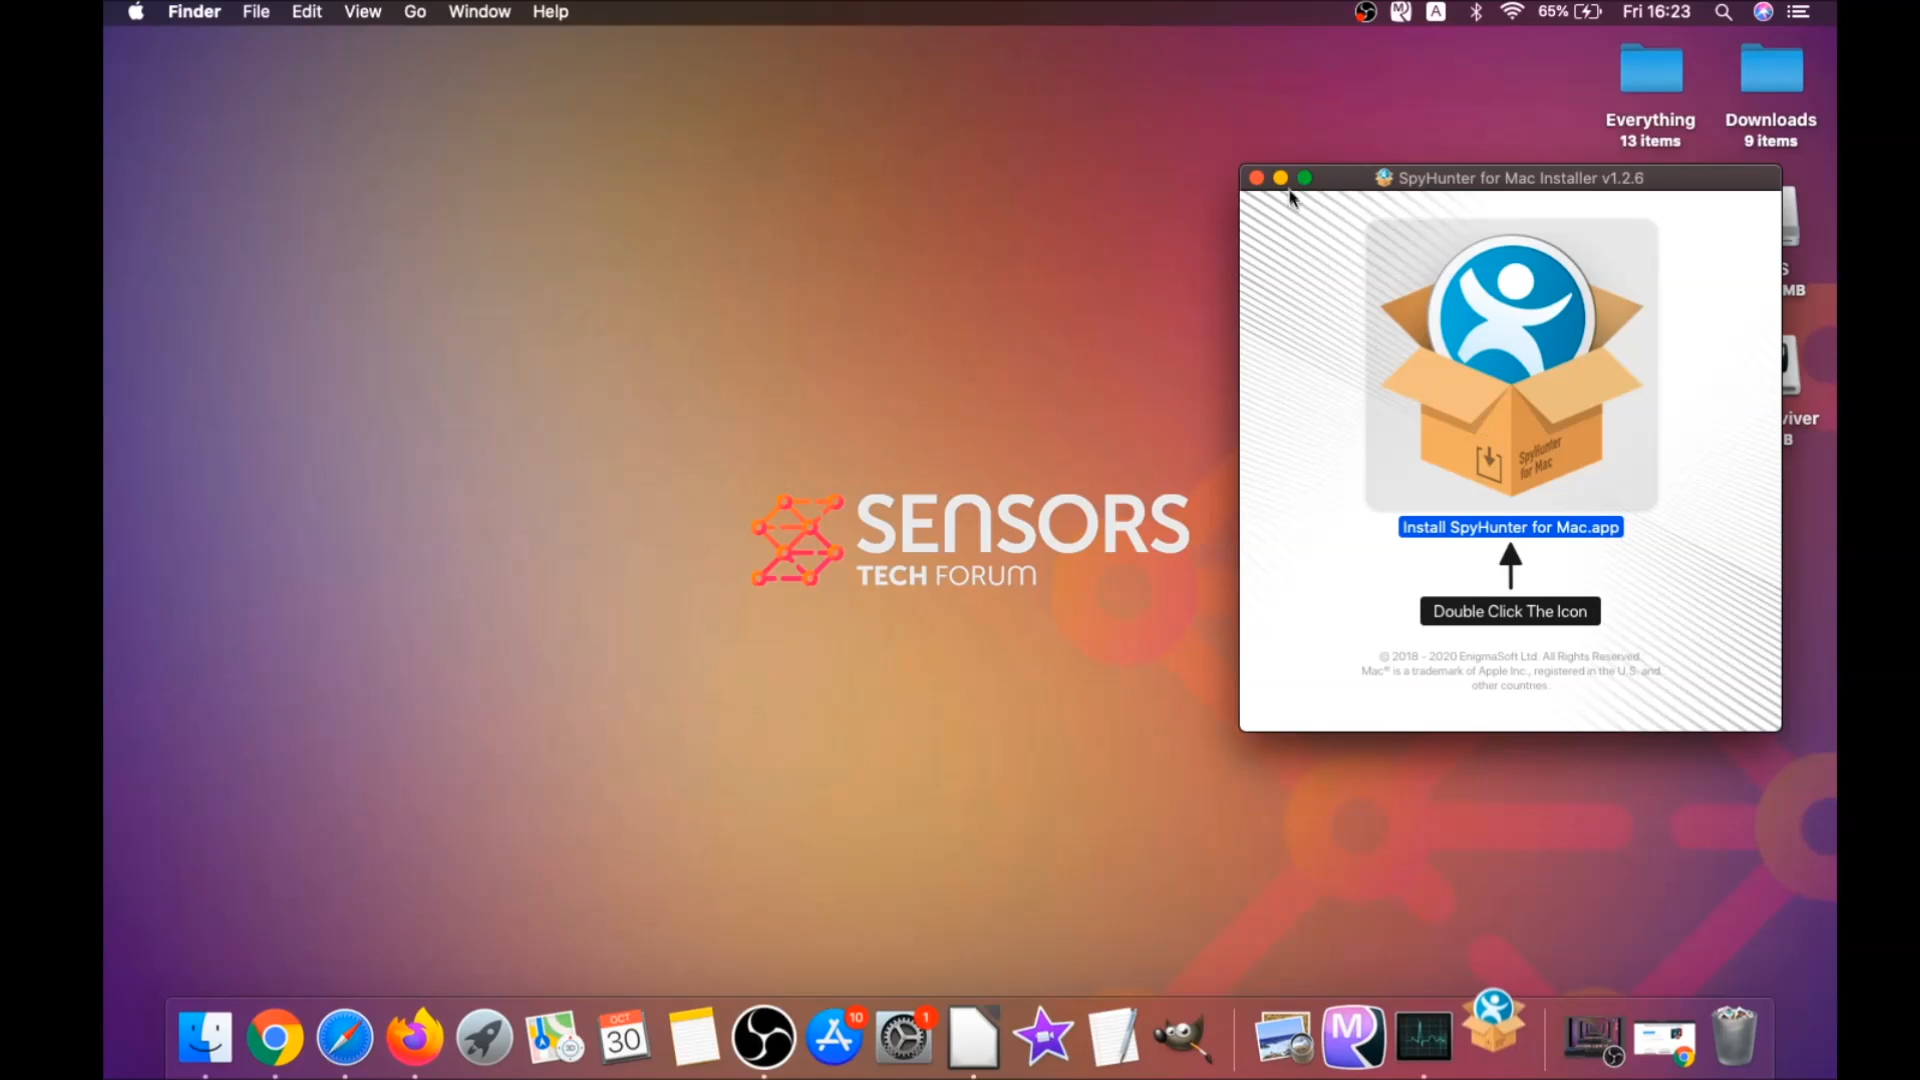 Finder File Edit View Go Window Help
A 65% Fri 16:23
Everything
13 items
Downloads
9 items
SpyHunter for Mac Installer v1.2.6
S
MB
SpyHunter
for Mac
viver
B
SENSORS
TECH FORUM
Install SpyHunter for Mac.app
Double Click The Icon
© 2018 - 2020 EnigmaSoft Ltd. All Rights Reserved.
Mac® is a trademark of Apple Inc., registered in the U.S. and
other countries.
OCT
30
3D
10
1